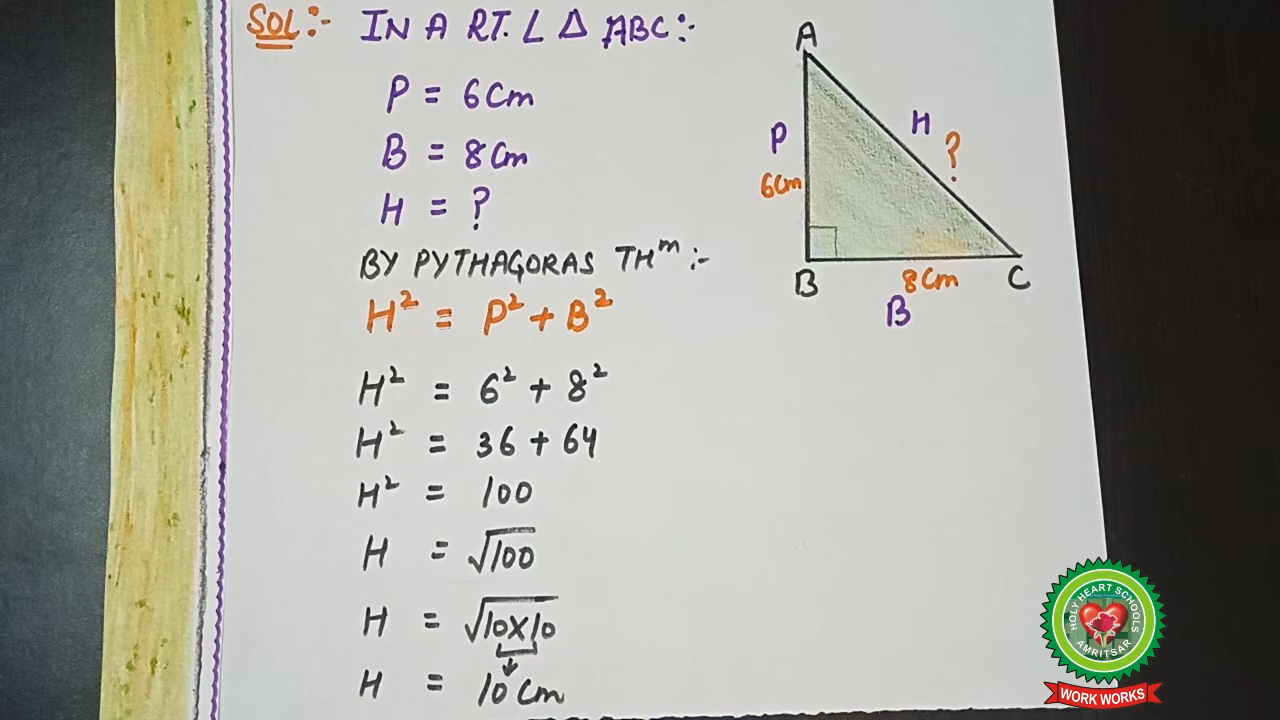 SOL:- IN A RT. ∠ Δ ABC:-
P = 6Cm
B = 8Cm
H = ?
BY PYTHAGORAS THᵐ:-
H² = P² + B²
H² = 6² + 8²
H² = 36 + 64
H² = 100
H = √100
H = √10×10
H = 10 Cm
A
P
H
?
6Cm
B
8Cm
C
B
HOLY HEART SCHOOLS
AMRITSAR
WORK WORKS